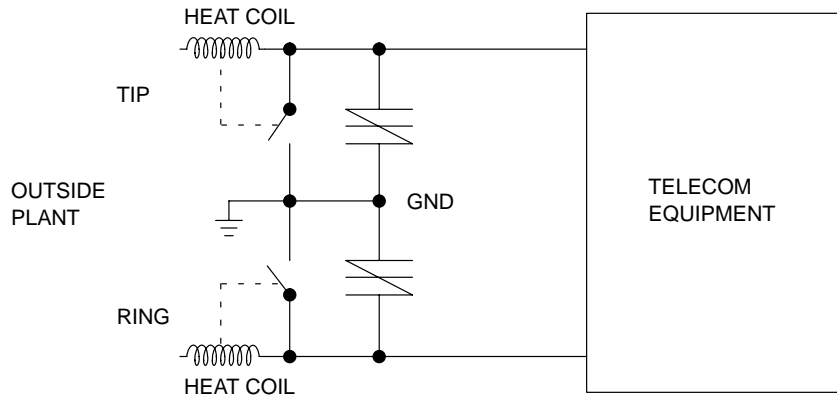 HEAT COIL
TIP
OUTSIDE
PLANT
GND
TELECOM
EQUIPMENT
RING
HEAT COIL